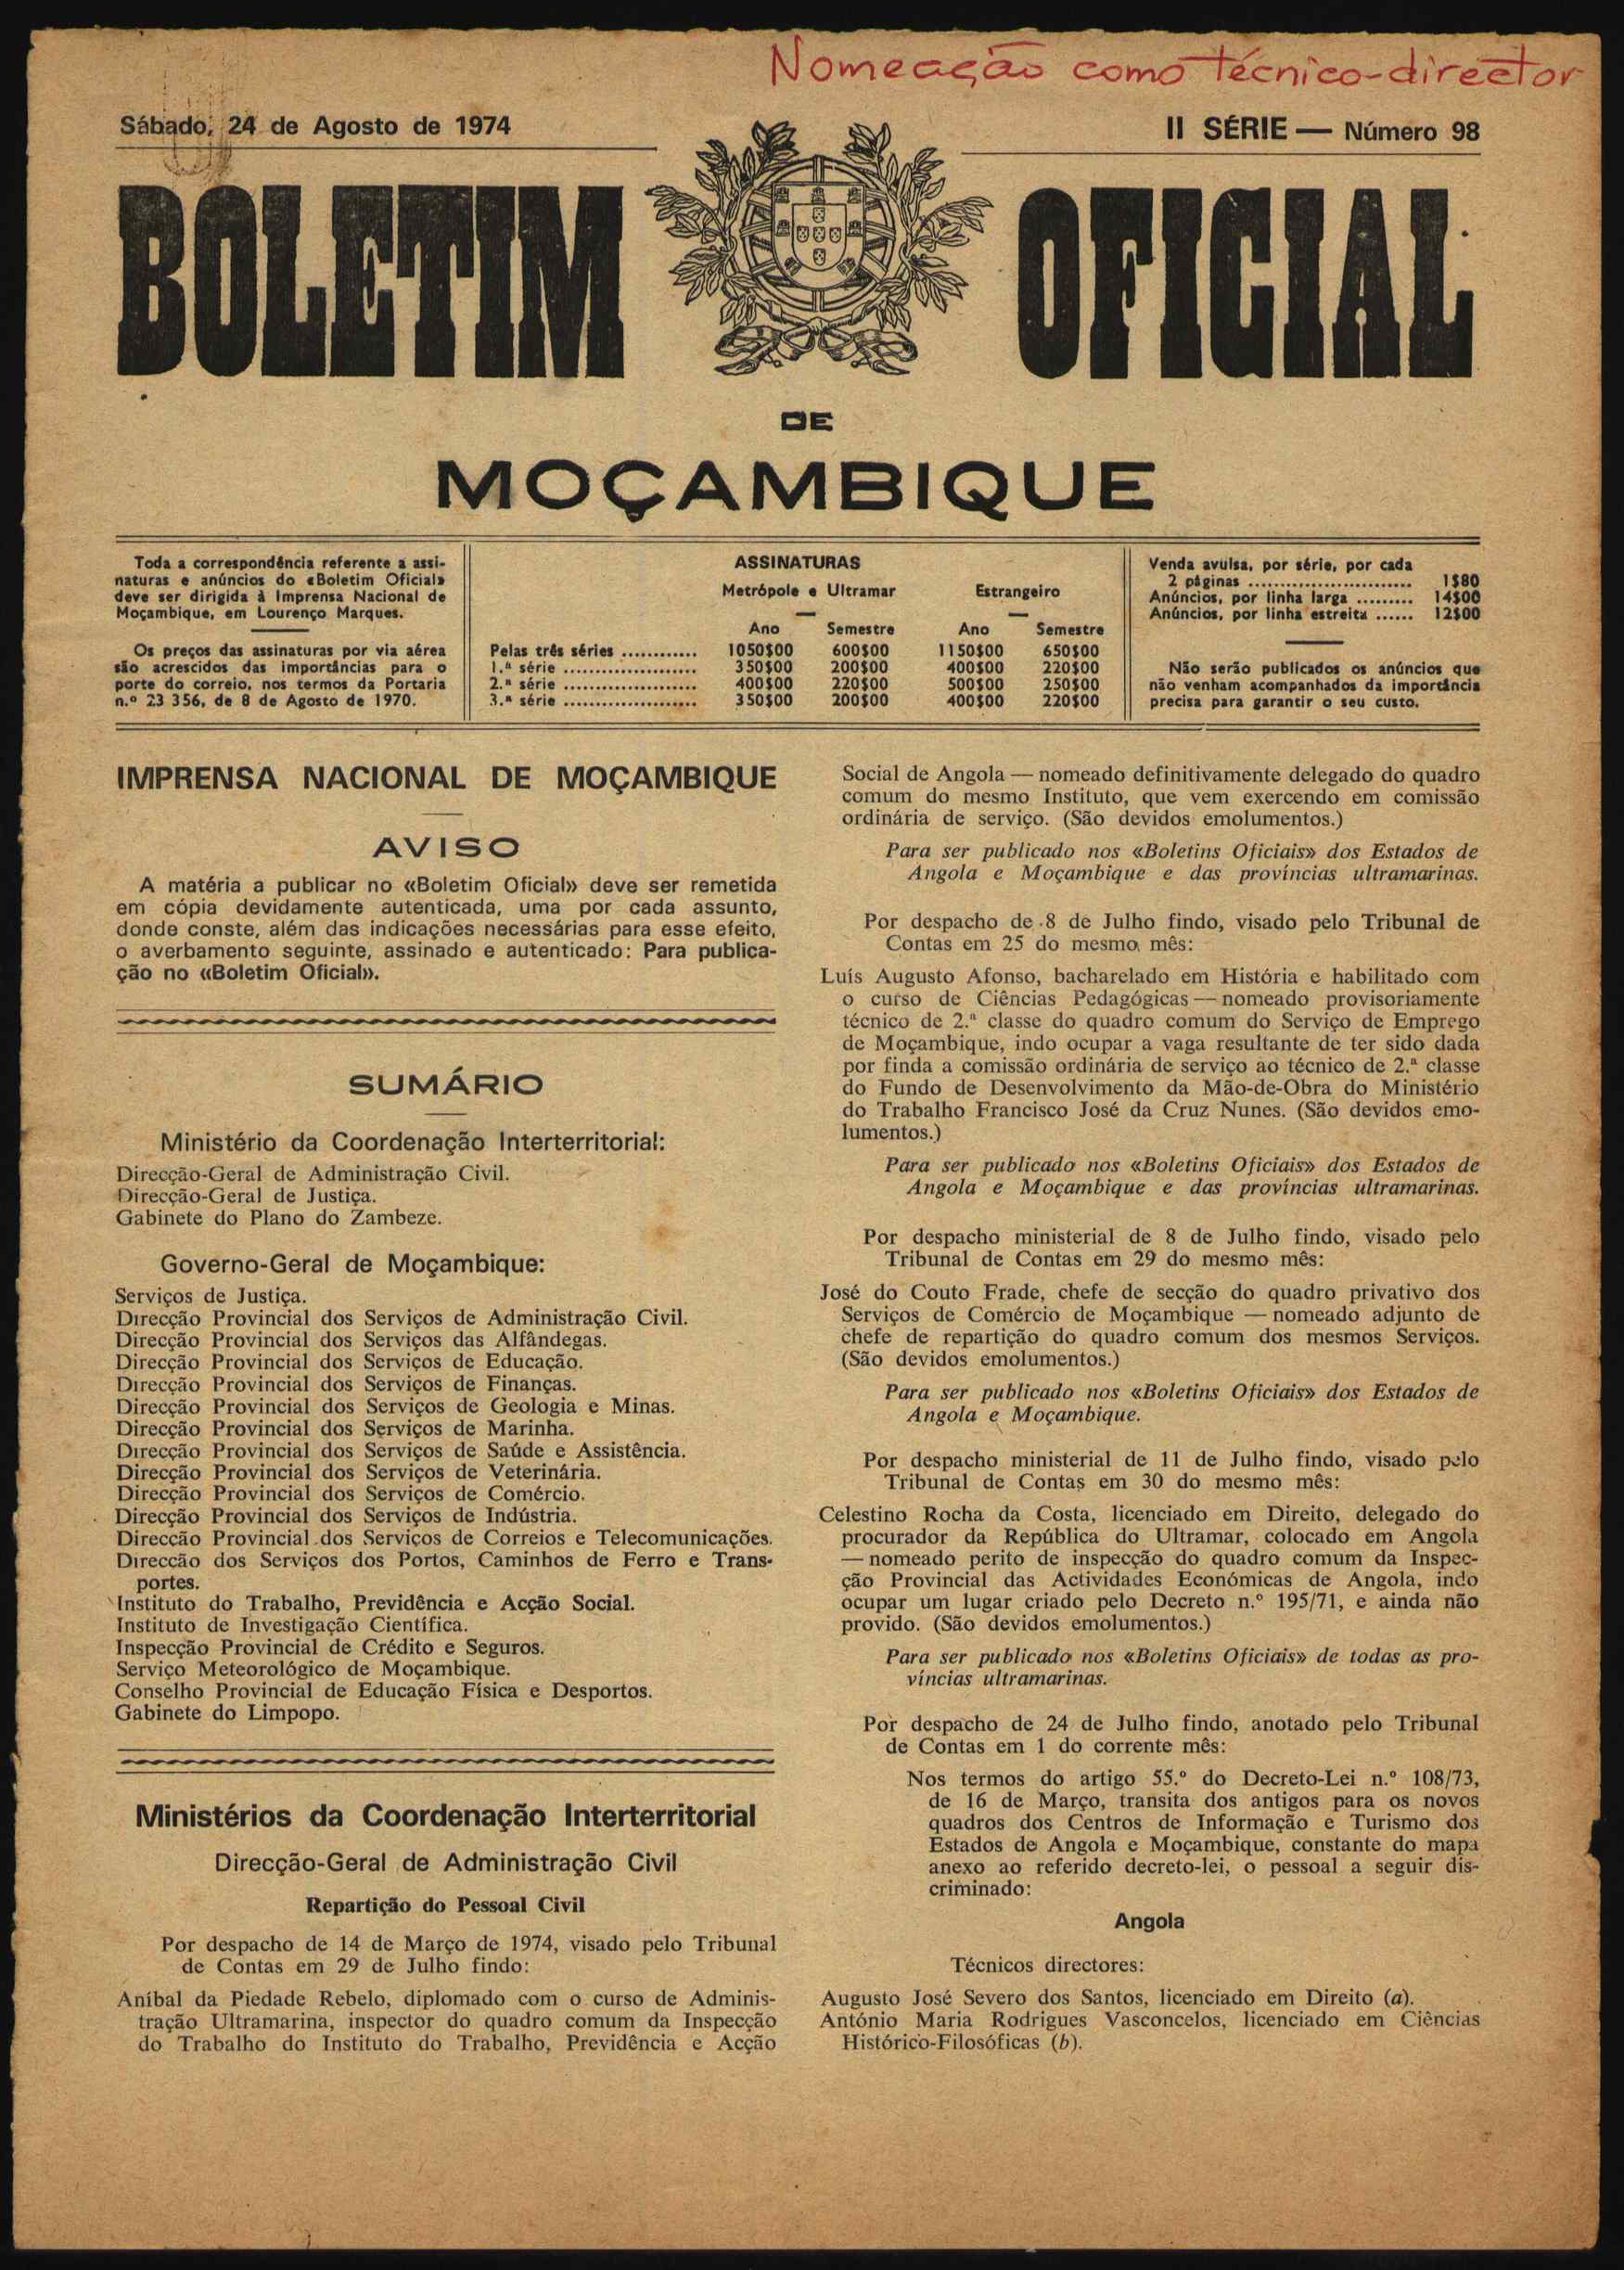 Nomeação como técnico-director
Sábado, 24 de Agosto de 1974
II SÉRIE — Número 98
BOLETIM OFICIAL
DE
MOÇAMBIQUE
Toda a correspondência referente a assi-
naturas e anúncios do «Boletim Oficial»
deve ser dirigida à Imprensa Nacional de
Moçambique, em Lourenço Marques.
Os preços das assinaturas por via aérea
são acrescidos das importâncias para o
porte do correio, nos termos da Portaria
n.º 23 356, de 8 de Agosto de 1970.
ASSINATURAS
Metrópole e Ultramar Estrangeiro
Ano Semestre Ano Semestre
Pelas três séries ............ 1050$00 600$00 1150$00 650$00
1.ª série ..................... 350$00 200$00 400$00 220$00
2.ª série ..................... 400$00 220$00 500$00 250$00
3.ª série ..................... 350$00 200$00 400$00 220$00
Venda avulsa, por série, por cada
2 páginas .......................... 1$80
Anúncios, por linha larga ......... 14$00
Anúncios, por linha estreita ...... 12$00
Não serão publicados os anúncios que
não venham acompanhados da importância
precisa para garantir o seu custo.
IMPRENSA NACIONAL DE MOÇAMBIQUE
AVISO
A matéria a publicar no «Boletim Oficial» deve ser remetida
em cópia devidamente autenticada, uma por cada assunto,
donde conste, além das indicações necessárias para esse efeito,
o averbamento seguinte, assinado e autenticado: Para publica-
ção no «Boletim Oficial».
SUMÁRIO
Ministério da Coordenação Interterritorial:
Direcção-Geral de Administração Civil.
Direcção-Geral de Justiça.
Gabinete do Plano do Zambeze.
Governo-Geral de Moçambique:
Serviços de Justiça.
Direcção Provincial dos Serviços de Administração Civil.
Direcção Provincial dos Serviços das Alfândegas.
Direcção Provincial dos Serviços de Educação.
Direcção Provincial dos Serviços de Finanças.
Direcção Provincial dos Serviços de Geologia e Minas.
Direcção Provincial dos Serviços de Marinha.
Direcção Provincial dos Serviços de Saúde e Assistência.
Direcção Provincial dos Serviços de Veterinária.
Direcção Provincial dos Serviços de Comércio.
Direcção Provincial dos Serviços de Indústria.
Direcção Provincial dos Serviços de Correios e Telecomunicações.
Direcção dos Serviços dos Portos, Caminhos de Ferro e Trans-
portes.
Instituto do Trabalho, Previdência e Acção Social.
Instituto de Investigação Científica.
Inspecção Provincial de Crédito e Seguros.
Serviço Meteorológico de Moçambique.
Conselho Provincial de Educação Física e Desportos.
Gabinete do Limpopo.
Ministérios da Coordenação Interterritorial
Direcção-Geral de Administração Civil
Repartição do Pessoal Civil
Por despacho de 14 de Março de 1974, visado pelo Tribunal
de Contas em 29 de Julho findo:
Aníbal da Piedade Rebelo, diplomado com o curso de Adminis-
tração Ultramarina, inspector do quadro comum da Inspecção
do Trabalho do Instituto do Trabalho, Previdência e Acção
Social de Angola — nomeado definitivamente delegado do quadro
comum do mesmo Instituto, que vem exercendo em comissão
ordinária de serviço. (São devidos emolumentos.)
Para ser publicado nos «Boletins Oficiais» dos Estados de
Angola e Moçambique e das províncias ultramarinas.
Por despacho de 8 de Julho findo, visado pelo Tribunal de
Contas em 25 do mesmo mês:
Luís Augusto Afonso, bacharelado em História e habilitado com
o curso de Ciências Pedagógicas — nomeado provisoriamente
técnico de 2.ª classe do quadro comum do Serviço de Emprego
de Moçambique, indo ocupar a vaga resultante de ter sido dada
por finda a comissão ordinária de serviço ao técnico de 2.ª classe
do Fundo de Desenvolvimento da Mão-de-Obra do Ministério
do Trabalho Francisco José da Cruz Nunes. (São devidos emo-
lumentos.)
Para ser publicado nos «Boletins Oficiais» dos Estados de
Angola e Moçambique e das províncias ultramarinas.
Por despacho ministerial de 8 de Julho findo, visado pelo
Tribunal de Contas em 29 do mesmo mês:
José do Couto Frade, chefe de secção do quadro privativo dos
Serviços de Comércio de Moçambique — nomeado adjunto de
chefe de repartição do quadro comum dos mesmos Serviços.
(São devidos emolumentos.)
Para ser publicado nos «Boletins Oficiais» dos Estados de
Angola e Moçambique.
Por despacho ministerial de 11 de Julho findo, visado pelo
Tribunal de Contas em 30 do mesmo mês:
Celestino Rocha da Costa, licenciado em Direito, delegado do
procurador da República do Ultramar, colocado em Angola
— nomeado perito de inspecção do quadro comum da Inspec-
ção Provincial das Actividades Económicas de Angola, indo
ocupar um lugar criado pelo Decreto n.º 195/71, e ainda não
provido. (São devidos emolumentos.)
Para ser publicado nos «Boletins Oficiais» de todas as pro-
víncias ultramarinas.
Por despacho de 24 de Julho findo, anotado pelo Tribunal
de Contas em 1 do corrente mês:
Nos termos do artigo 55.º do Decreto-Lei n.º 108/73,
de 16 de Março, transita dos antigos para os novos
quadros dos Centros de Informação e Turismo dos
Estados de Angola e Moçambique, constante do mapa
anexo ao referido decreto-lei, o pessoal a seguir dis-
criminado:
Angola
Técnicos directores:
Augusto José Severo dos Santos, licenciado em Direito (a).
António Maria Rodrigues Vasconcelos, licenciado em Ciências
Histórico-Filosóficas (b).